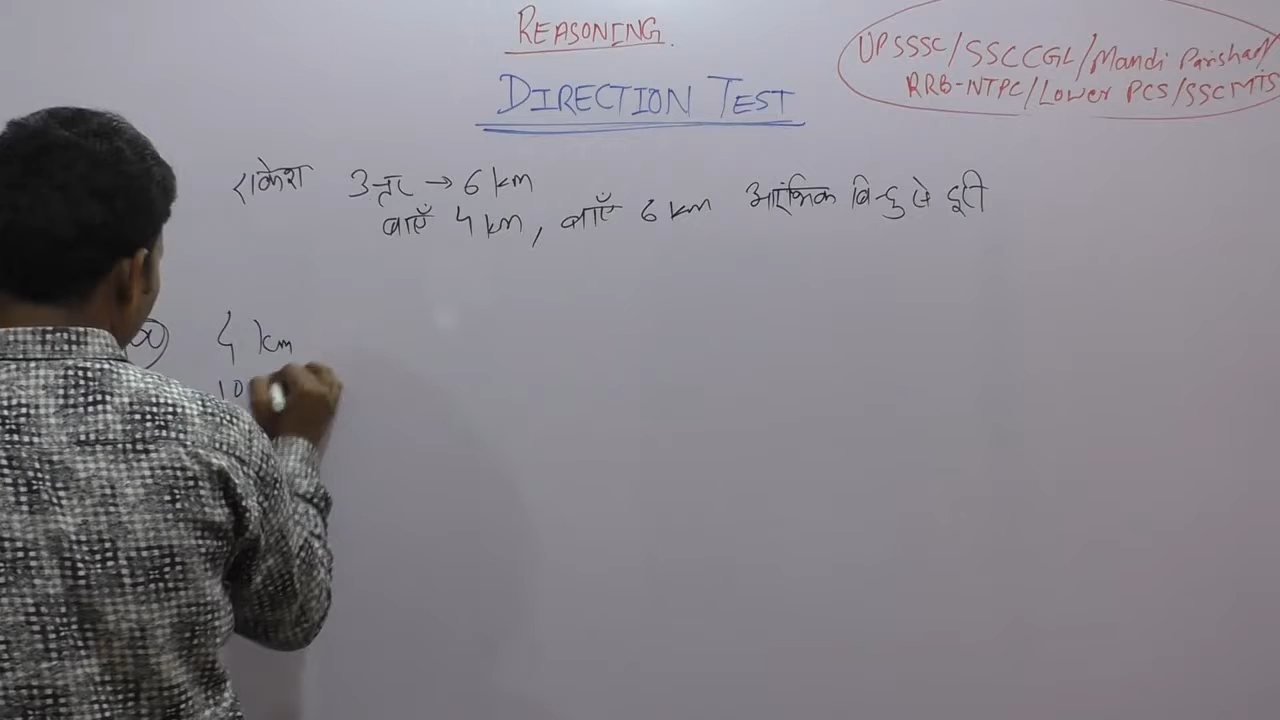 REASONING.
DIRECTION TEST
UPSSSC/SSCCGL/Mandi Parishad/
RRB-NTPC/Lower PCS/SSCMTS
राकेश उत्तर → 6 km
बाएँ 4 km, बाएँ 6 km आरंभिक बिन्दु से दूरी
4 km
10